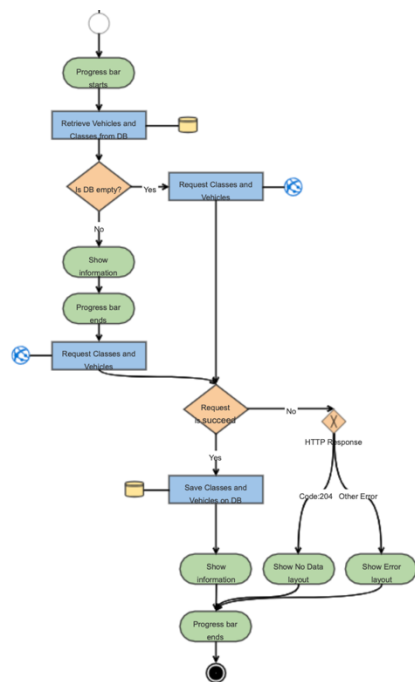 Progress bar
starts
Retrieve Vehicles and
Classes from DB
Is DB empty?
Yes
Request Classes and
Vehicles
No
Show
information
Progress bar
ends
Request Classes and
Vehicles
Request
is succeed
No
HTTP Response
Yes
Code:204
Other Error
Save Classes and
Vehicles on DB
Show
information
Show No Data
layout
Show Error
layout
Progress bar
ends